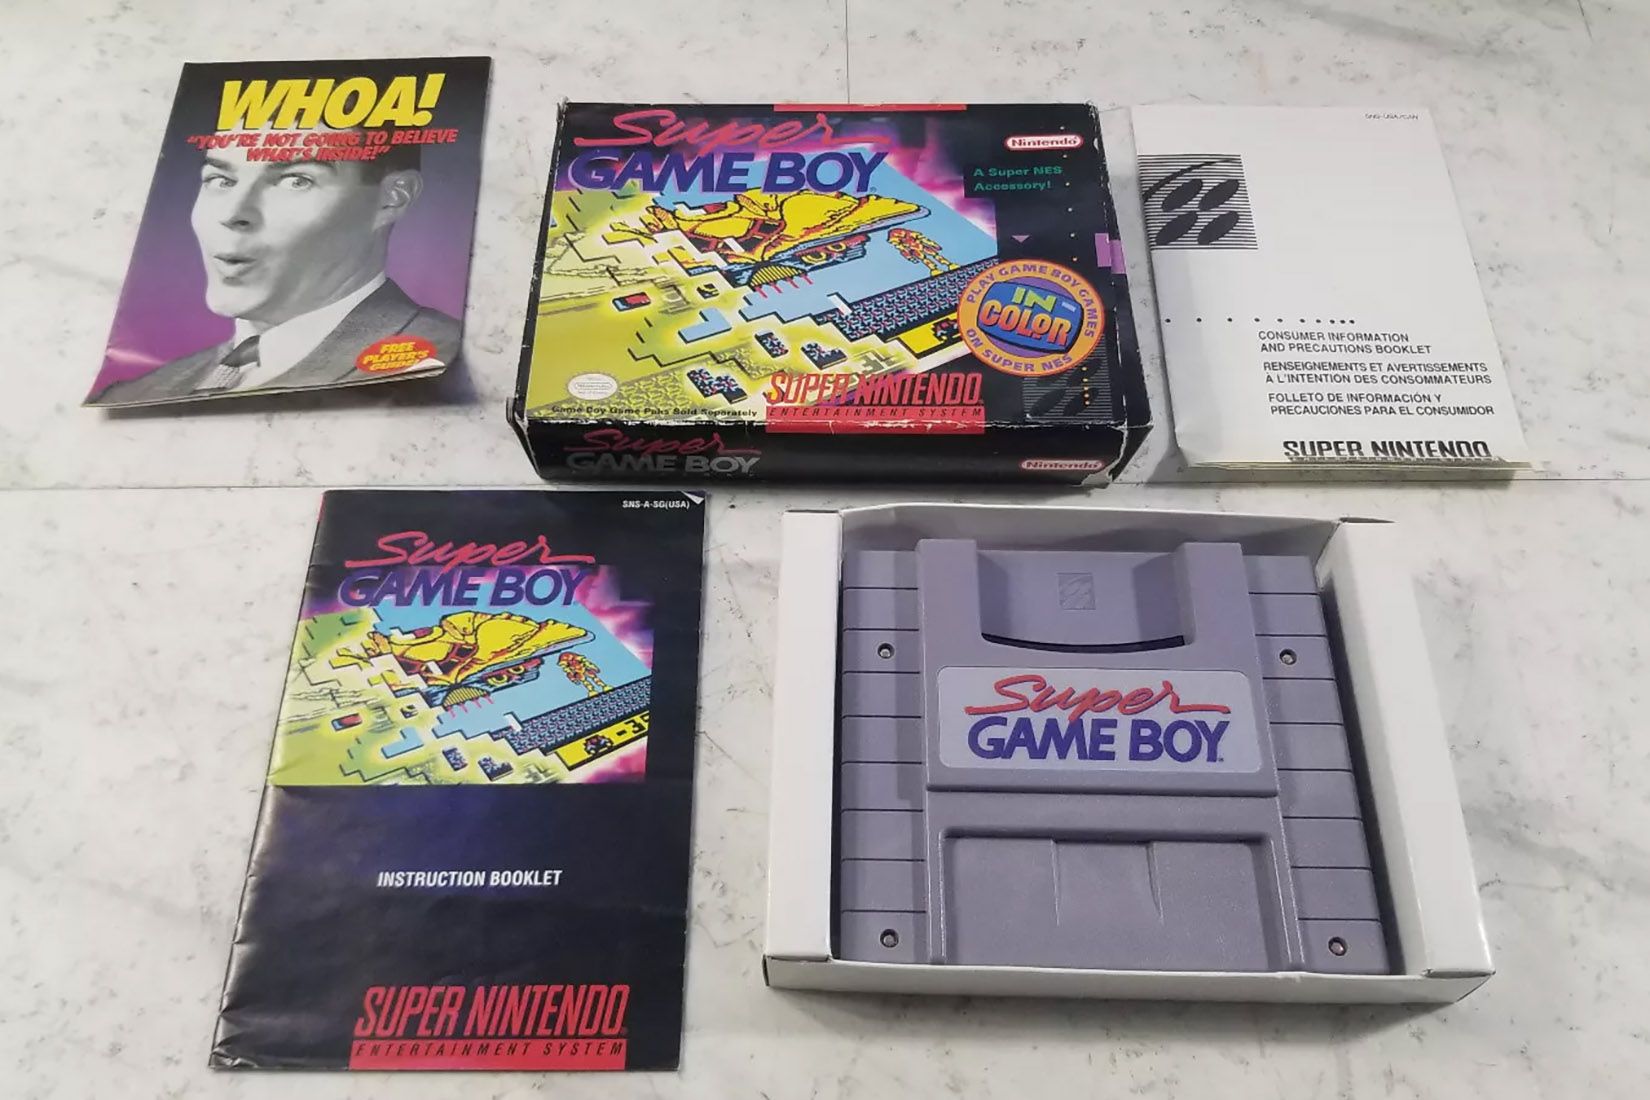 WHOA!
"YOU'RE NOT GOING TO BELIEVE
WHAT'S INSIDE!"
FREE
PLAYER'S
GUIDE
Super
GAME BOY
Nintendo
A Super NES
Accessory!
PLAY GAME BOY GAMES
IN-
COLOR
ON SUPER NES
Game Boy Game Paks Sold Separately
SUPER NINTENDO
ENTERTAINMENT SYSTEM
Super
GAME BOY
Nintendo
SNS-USA/CAN
CONSUMER INFORMATION
AND PRECAUTIONS BOOKLET
RENSEIGNEMENTS ET AVERTISSEMENTS
À L'INTENTION DES CONSOMMATEURS
FOLLETO DE INFORMACIÓN Y
PRECAUCIONES PARA EL CONSUMIDOR
SUPER NINTENDO
SNS-A-SG(USA)
Super
GAME BOY
INSTRUCTION BOOKLET
SUPER NINTENDO
ENTERTAINMENT SYSTEM
Super
GAME BOY